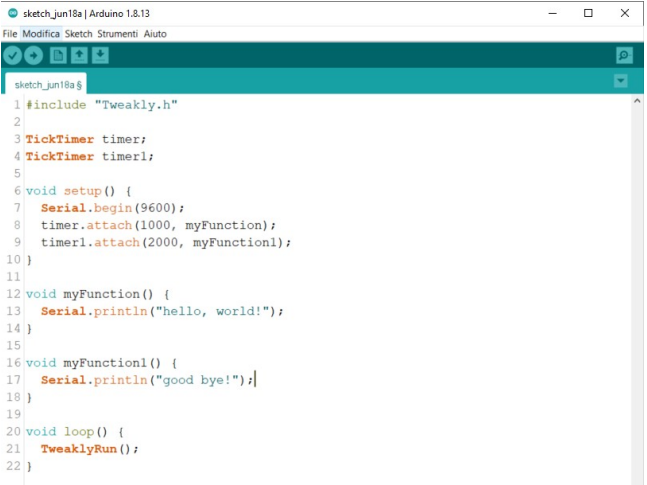 sketch_jun18a | Arduino 1.8.13
File Modifica Sketch Strumenti Aiuto
sketch_jun18a §
1 #include "Tweakly.h"
2
3 TickTimer timer;
4 TickTimer timer1;
5
6 void setup() {
7 Serial.begin(9600);
8 timer.attach(1000, myFunction);
9 timer1.attach(2000, myFunction1);
10 }
11
12 void myFunction() {
13 Serial.println("hello, world!");
14 }
15
16 void myFunction1() {
17 Serial.println("good bye!");
18 }
19
20 void loop() {
21 TweaklyRun();
22 }